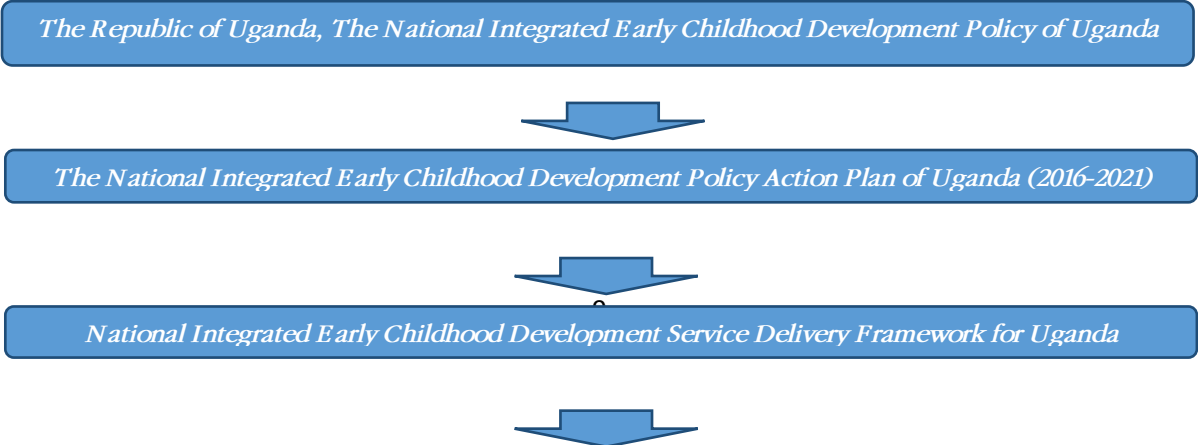 The Republic of Uganda, The National Integrated Early Childhood Development Policy of Uganda
The National Integrated Early Childhood Development Policy Action Plan of Uganda (2016-2021)
National Integrated Early Childhood Development Service Delivery Framework for Uganda